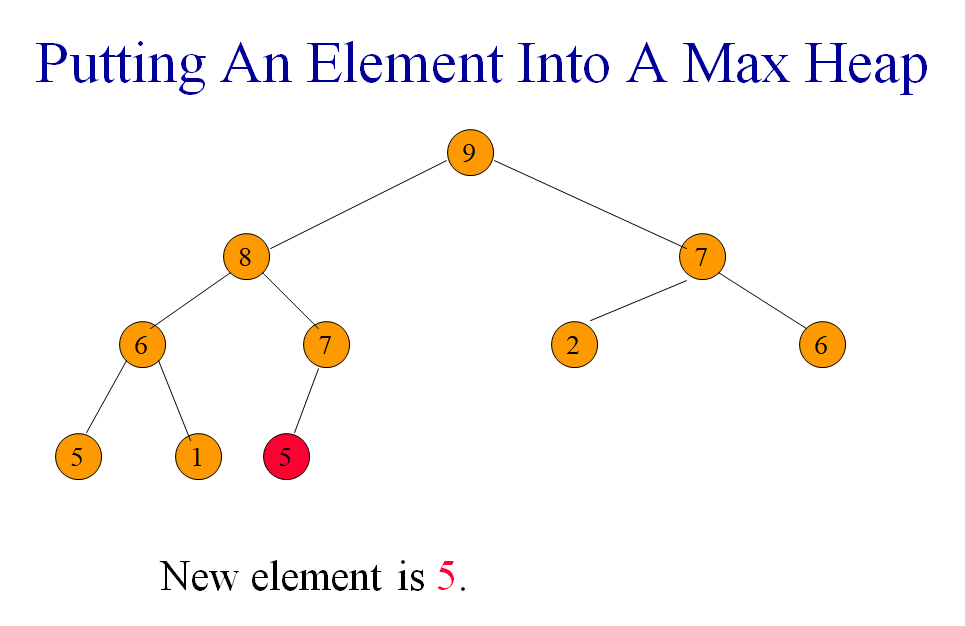 Putting An Element Into A Max Heap
9
8 7
6 7 2 6
5 1 5
New element is 5.